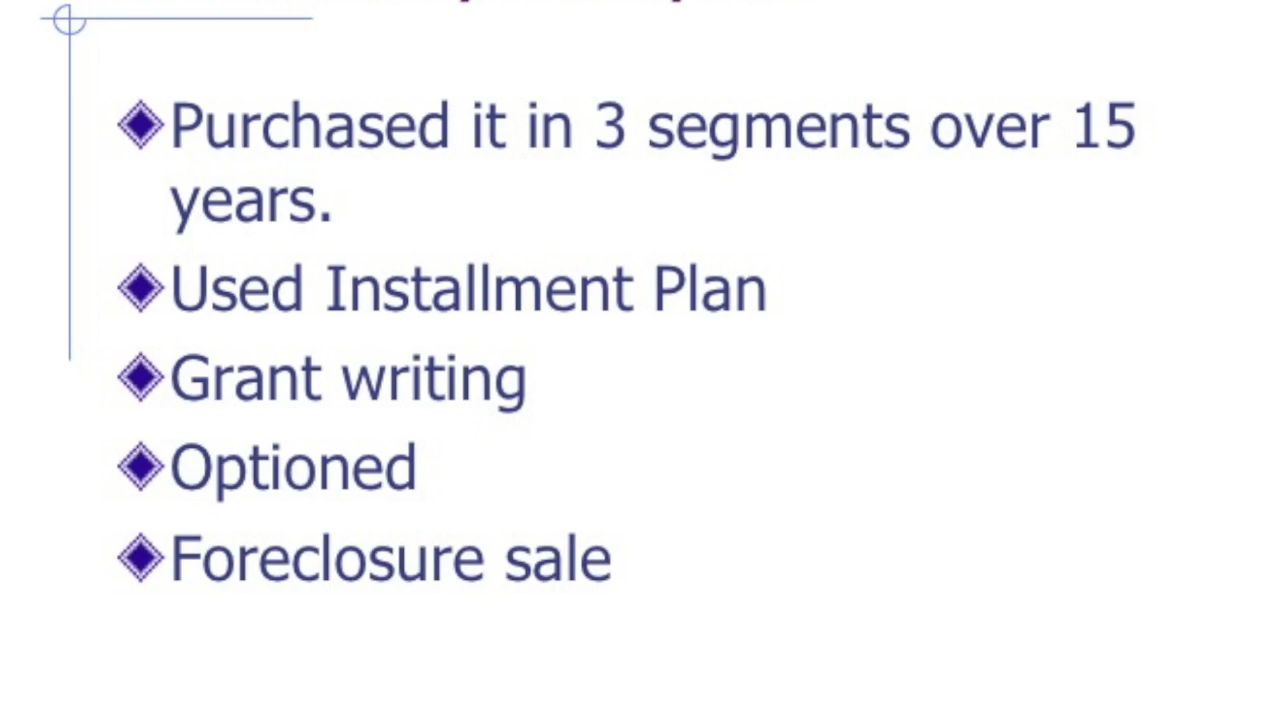 Purchased it in 3 segments over 15
years.
Used Installment Plan
Grant writing
Optioned
Foreclosure sale